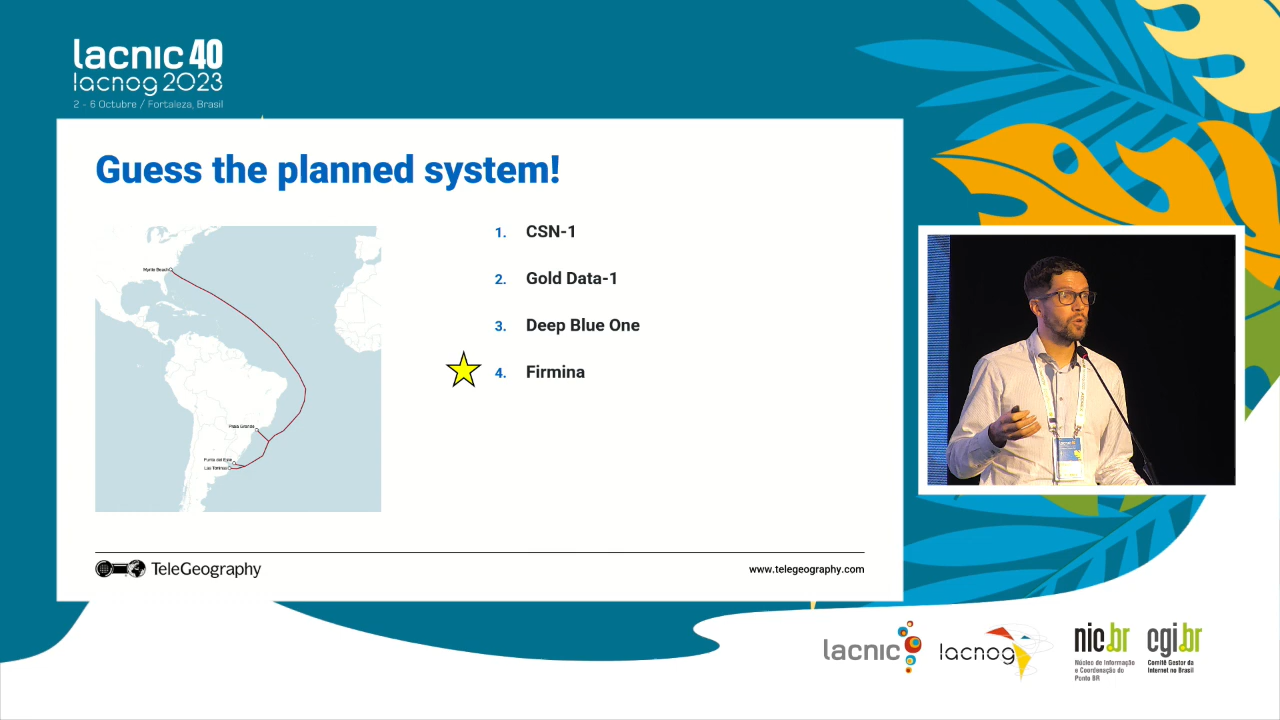 lacnic 40
lacnog 2023
2 - 6 Octubre / Fortaleza, Brasil
Guess the planned system!
Myrtle Beach
Praia Grande
Punta del Este
Las Toninas
1. CSN-1
2. Gold Data-1
3. Deep Blue One
4. Firmina
TeleGeography
www.telegeography.com
lacnic
lacnog
nic.br
Núcleo de Informação
e Coordenação do
Ponto BR
cgi.br
Comitê Gestor da
Internet no Brasil